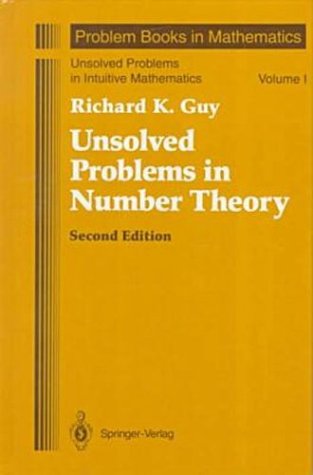 Problem Books in Mathematics
Unsolved Problems
in Intuitive Mathematics Volume I
Richard K. Guy
Unsolved
Problems in
Number Theory
Second Edition
Springer-Verlag